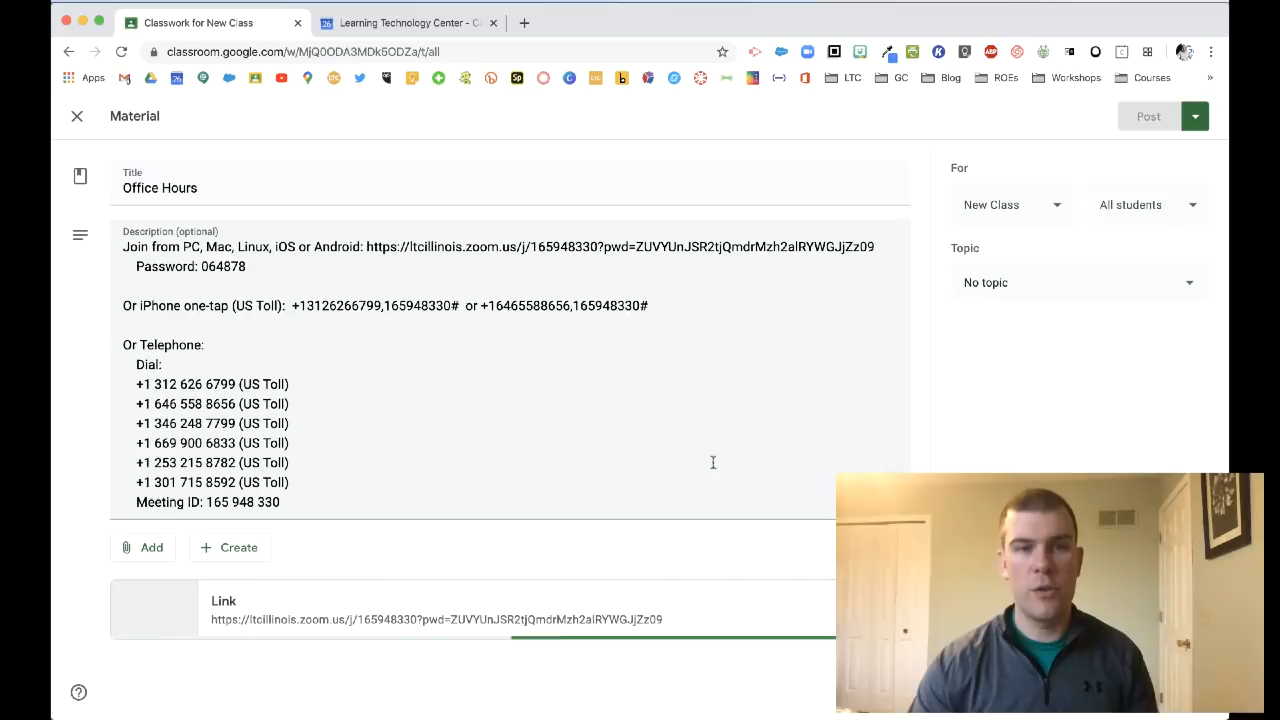 Classwork for New Class
Learning Technology Center - Ca
classroom.google.com/w/MjQ0ODA3MDk5ODZa/t/all
Apps
LTC
GC
Blog
ROEs
Workshops
Courses
Material
Post
Title
Office Hours
Description (optional)
Join from PC, Mac, Linux, iOS or Android: https://ltcillinois.zoom.us/j/165948330?pwd=ZUVYUnJSR2tjQmdrMzh2alRYWGJjZz09
Password: 064878
Or iPhone one-tap (US Toll): +13126266799,165948330# or +16465588656,165948330#
Or Telephone:
Dial:
+1 312 626 6799 (US Toll)
+1 646 558 8656 (US Toll)
+1 346 248 7799 (US Toll)
+1 669 900 6833 (US Toll)
+1 253 215 8782 (US Toll)
+1 301 715 8592 (US Toll)
Meeting ID: 165 948 330
Add
Create
Link
https://ltcillinois.zoom.us/j/165948330?pwd=ZUVYUnJSR2tjQmdrMzh2alRYWGJjZz09
For
New Class
All students
Topic
No topic